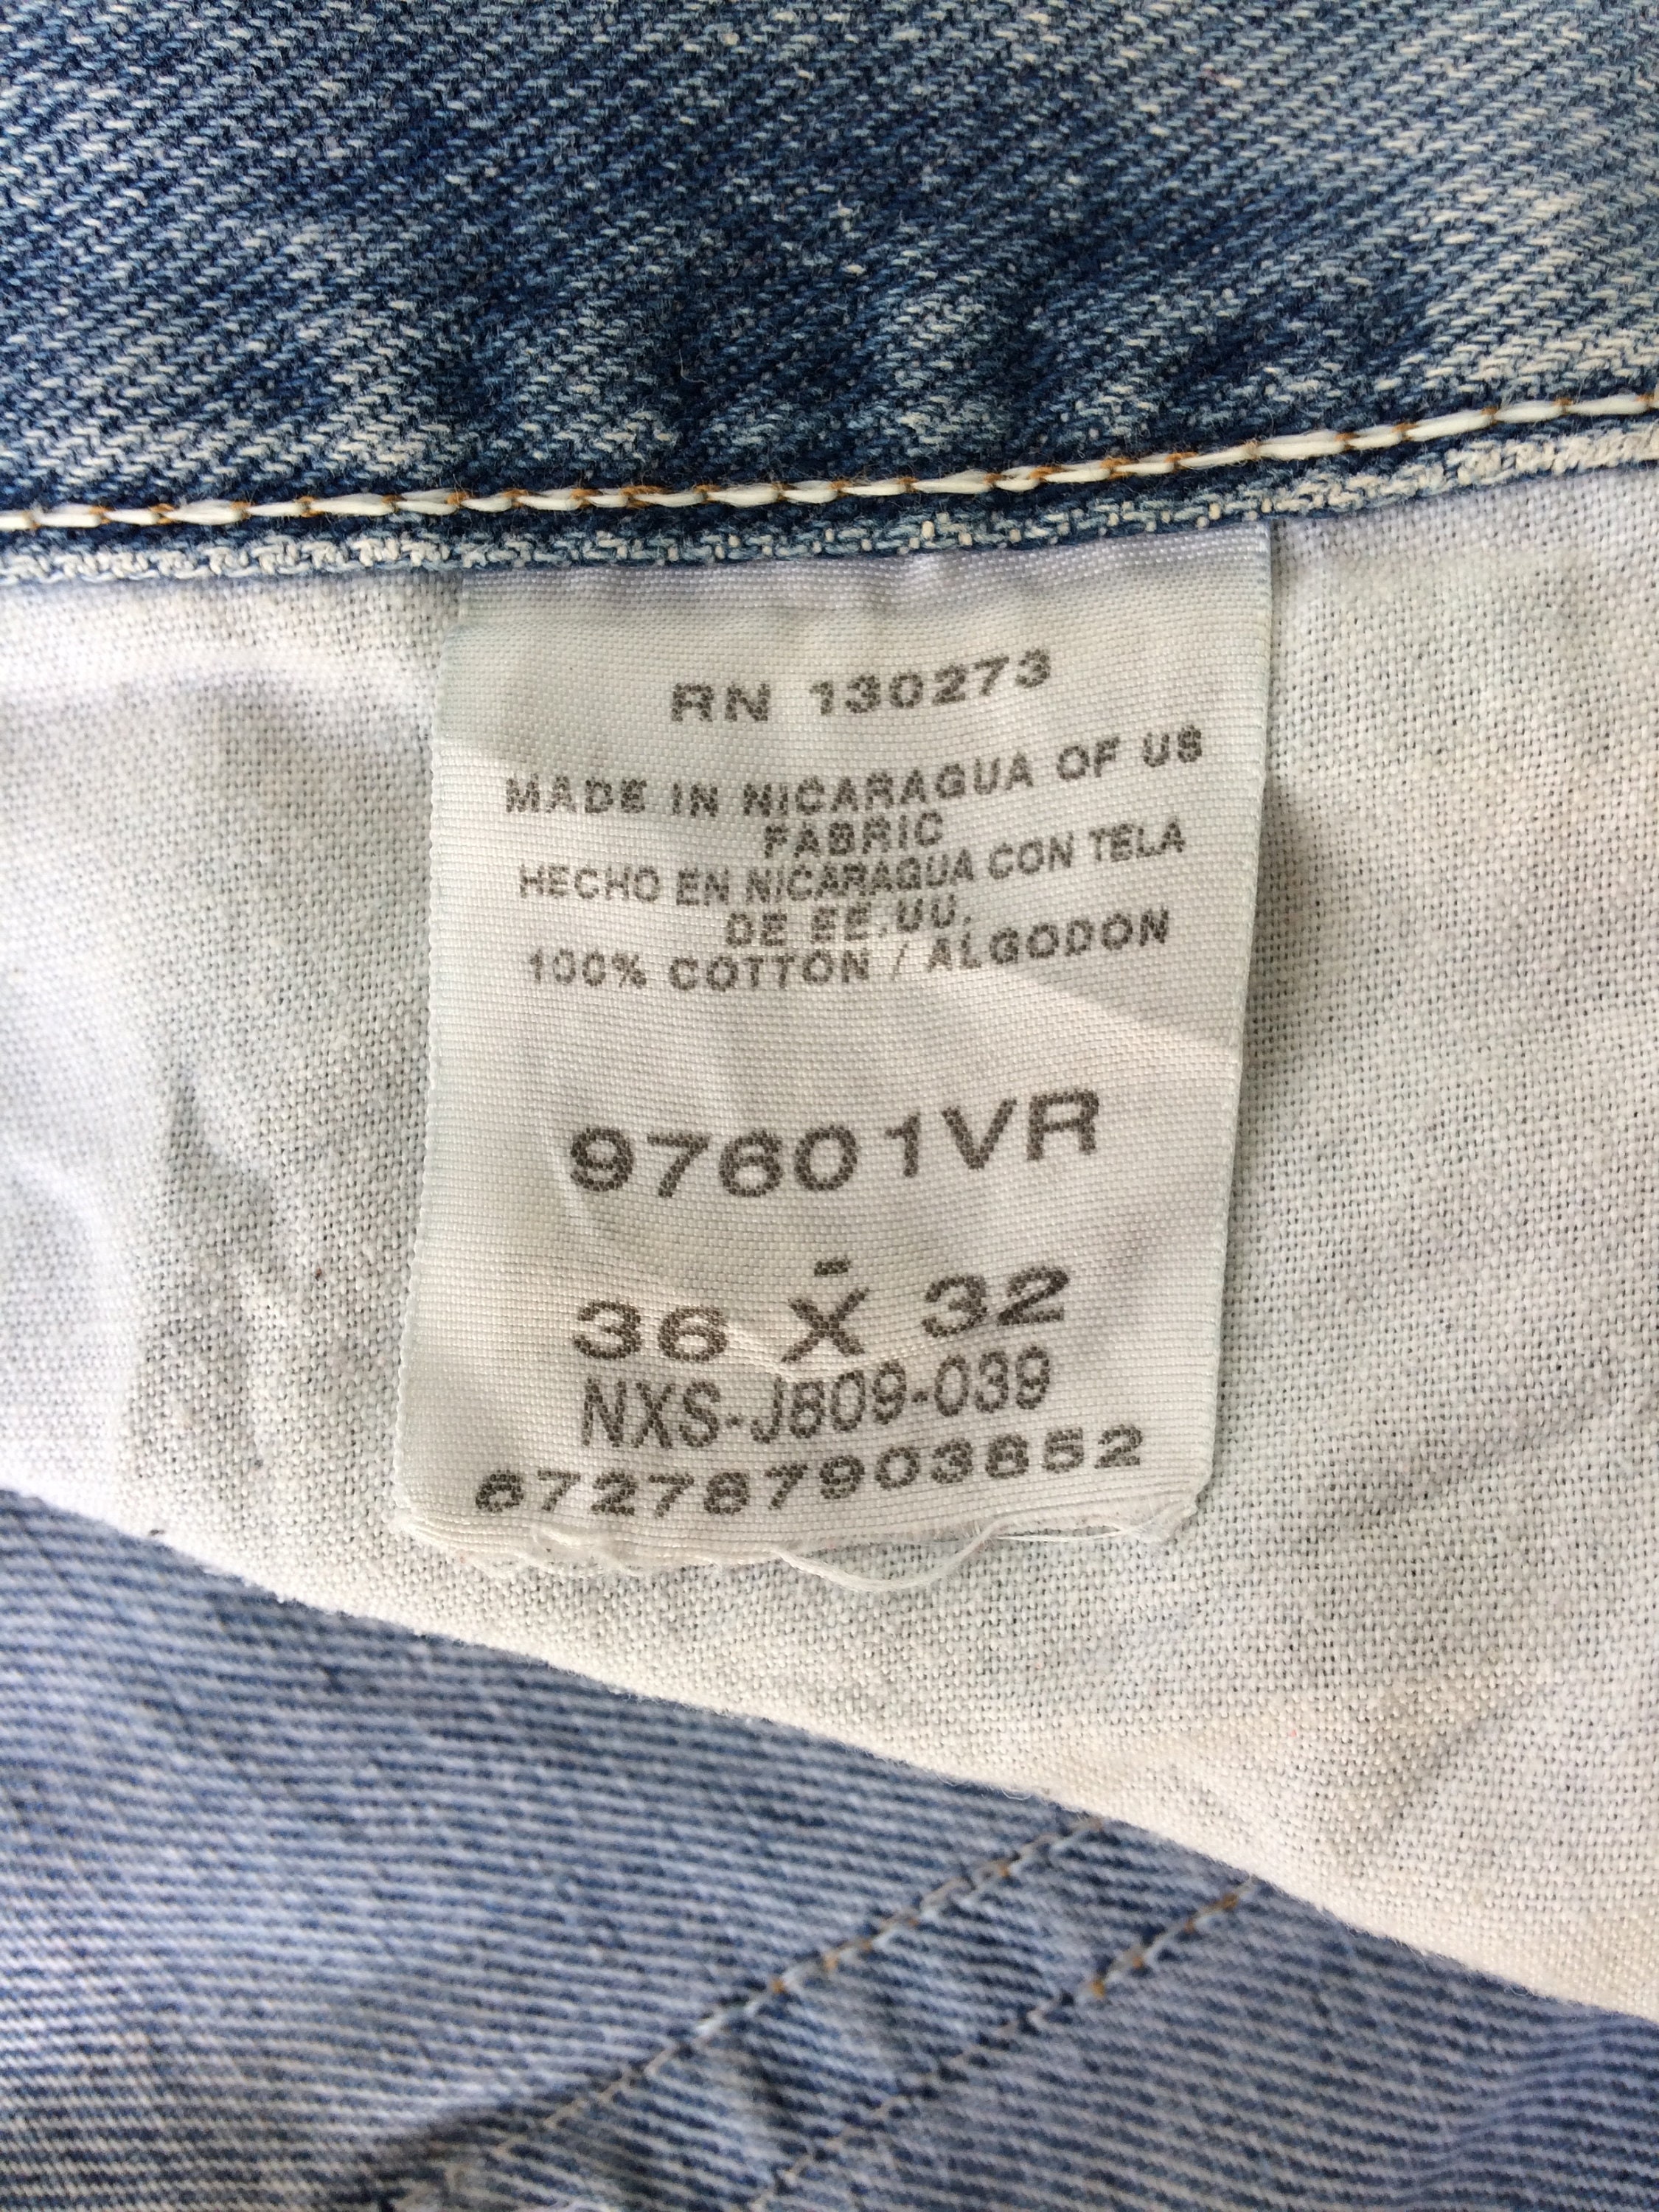 RN 130273
MADE IN NICARAGUA OF US
FABRIC
HECHO EN NICARAGUA CON TELA
DE EE.UU.
100% COTTON / ALGODON
97601VR
-
36 X 32
NXS-J809-039
672787903852